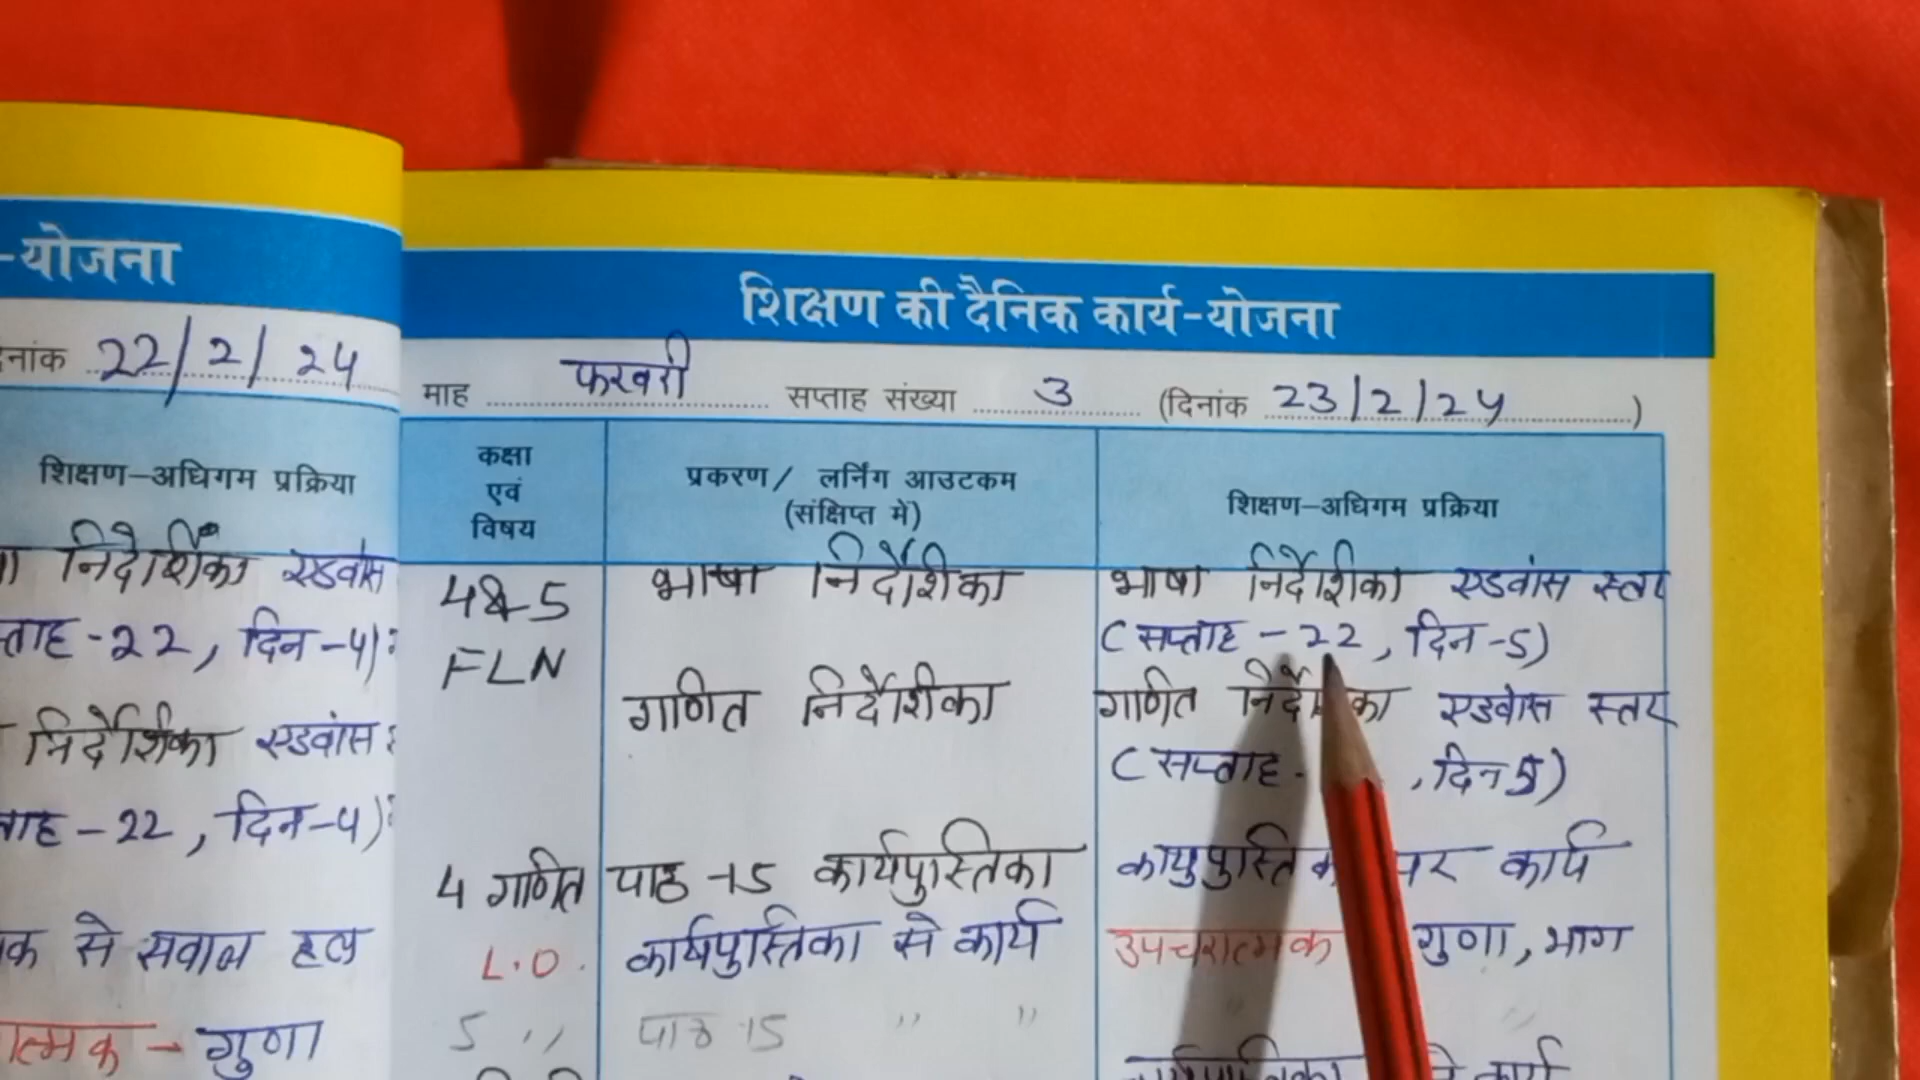 -योजना
22/2/24
शिक्षण-अधिगम प्रक्रिया
निर्देशिका एडवांस
-22, दिन-4)
निर्देशिका एडवांस
-22, दिन-4)
से सवाल हल
- गुणा
शिक्षण की दैनिक कार्य-योजना
माह फरवरी सप्ताह संख्या 3 (दिनांक 23/2/24)
कक्षा एवं विषय
प्रकरण/ लर्निंग आउटकम (संक्षिप्त में)
शिक्षण-अधिगम प्रक्रिया
4&5 भाषा निर्देशिका भाषा निर्देशिका एडवांस स्तर
FLN (सप्ताह -22, दिन-5)
गणित निर्देशिका गणित एडवांस स्तर
(सप्ताह- , दिन 5)
4 गणित पाठ -15 कार्यपुस्तिका पर कार्य
L.O. कार्यपुस्तिका से कार्य उपचरात्मक गुणा, भाग
5 ,, पाठ 15 ,, ,,
कार्य